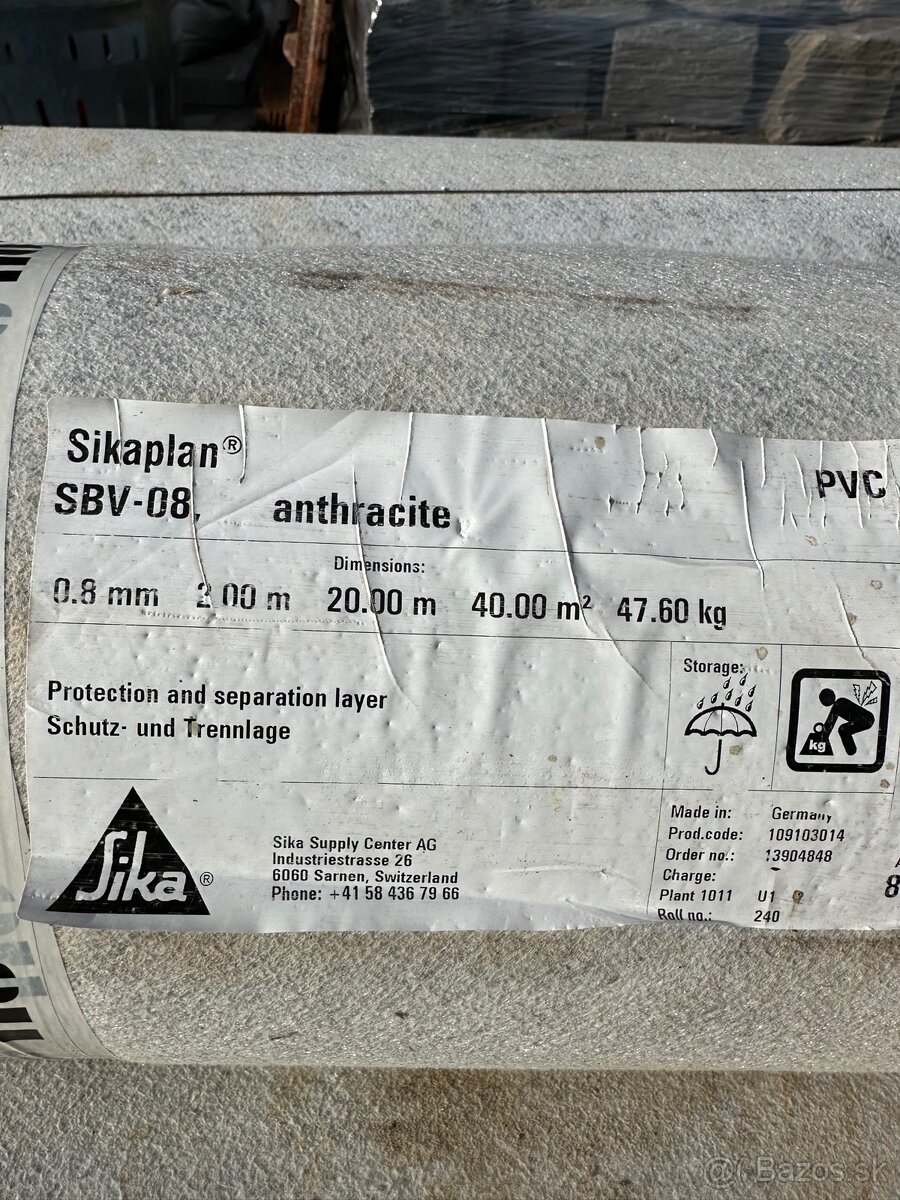 Sikaplan®
SBV-08, anthracite
PVC
Dimensions:
0.8 mm 2.00 m 20.00 m 40.00 m² 47.60 kg
Protection and separation layer
Schutz- und Trennlage
Storage:
kg
Sika®
Sika Supply Center AG
Industriestrasse 26
6060 Sarnen, Switzerland
Phone: +41 58 436 79 66
Made in: Germany
Prod.code: 109103014
Order no.: 13904848
Charge:
Plant 1011 U1
Roll no.: 240
8
@ Bazos.sk